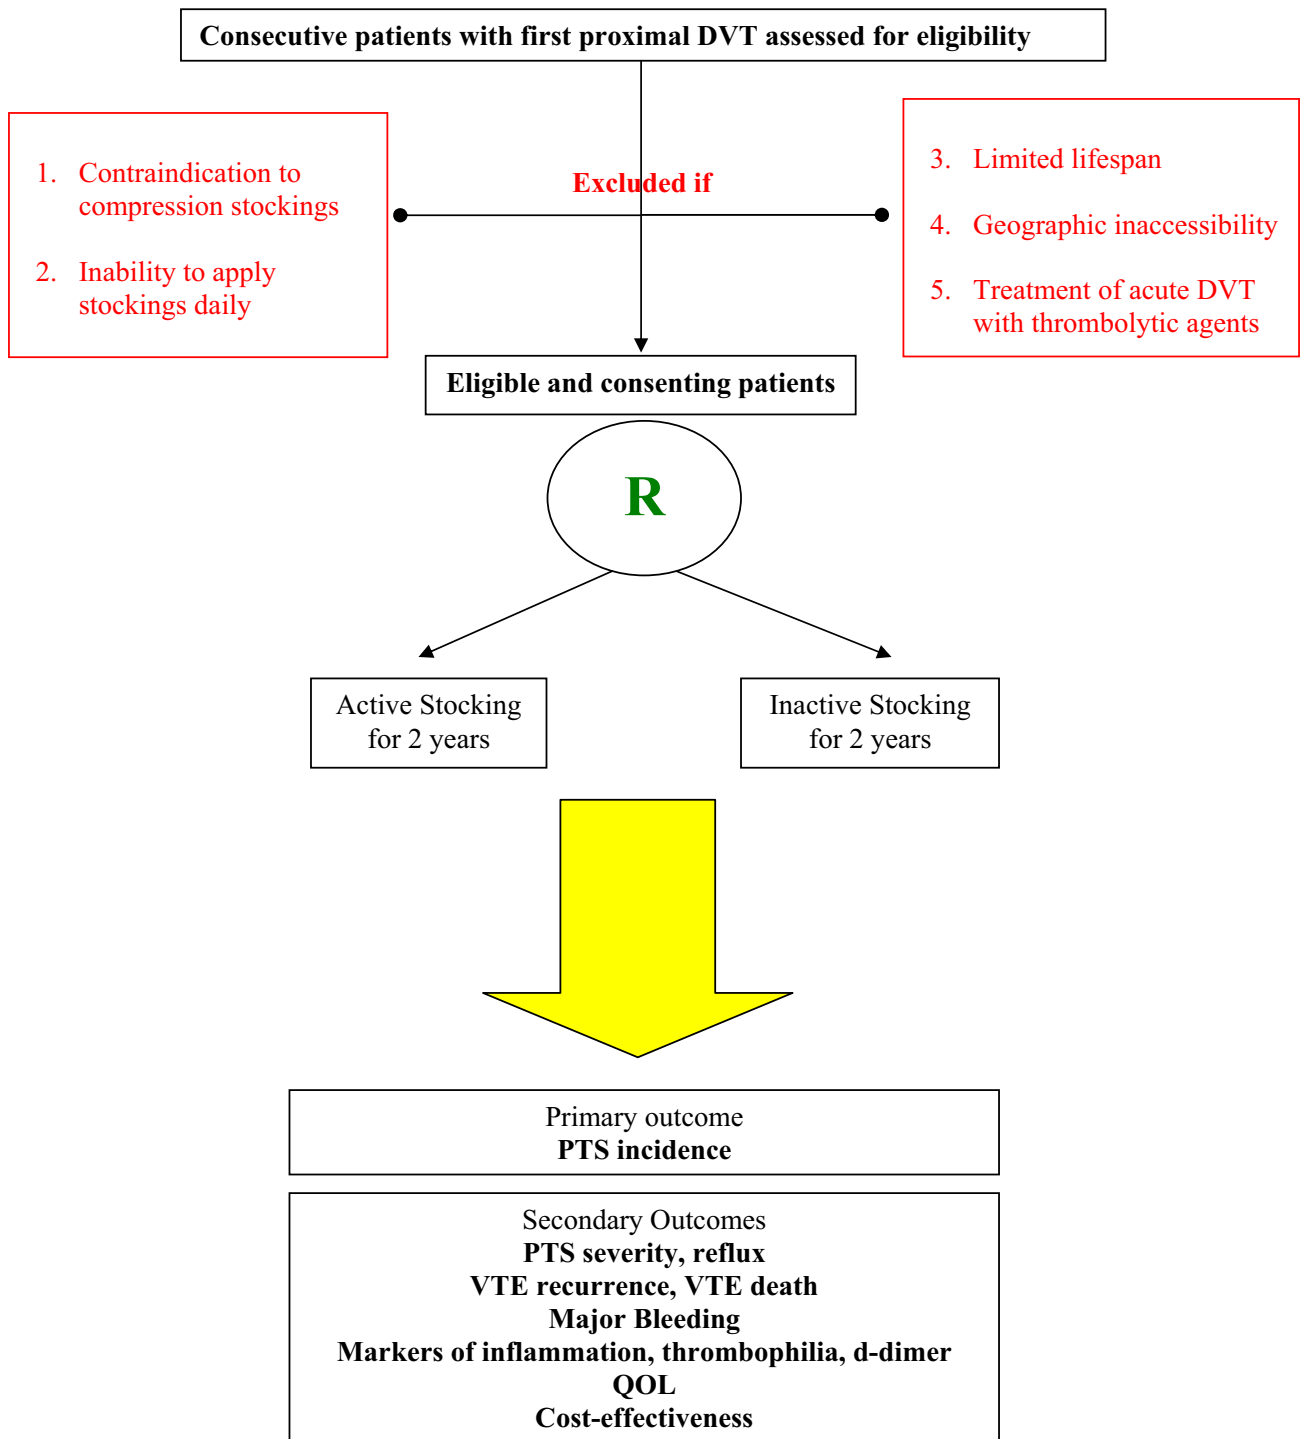 Consecutive patients with first proximal DVT assessed for eligibility
1. Contraindication to
compression stockings
2. Inability to apply
stockings daily
Excluded if
3. Limited lifespan
4. Geographic inaccessibility
5. Treatment of acute DVT
with thrombolytic agents
Eligible and consenting patients
R
Active Stocking
for 2 years
Inactive Stocking
for 2 years
Primary outcome
PTS incidence
Secondary Outcomes
PTS severity, reflux
VTE recurrence, VTE death
Major Bleeding
Markers of inflammation, thrombophilia, d-dimer
QOL
Cost-effectiveness